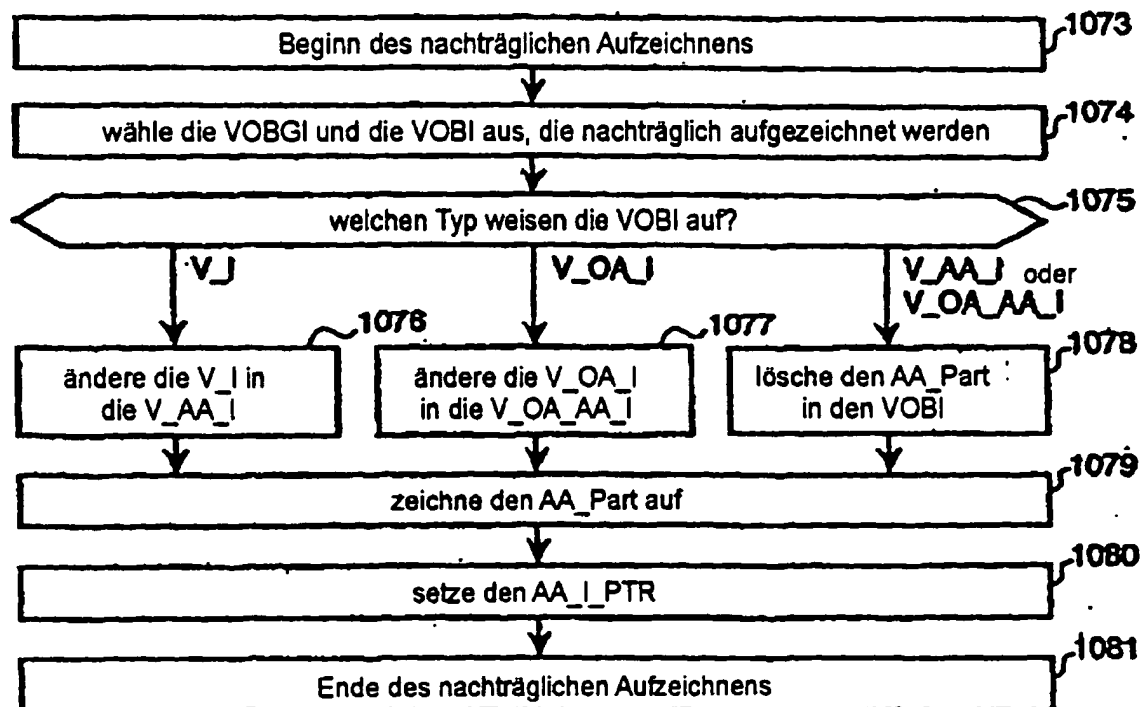 Beginn des nachträglichen Aufzeichnens
1073
wähle die VOBGI und die VOBI aus, die nachträglich aufgezeichnet werden
1074
welchen Typ weisen die VOBI auf?
1075
V_I
V_OA_I
V_AA_I oder
V_OA_AA_I
1076
ändere die V_I in
die V_AA_I
1077
ändere die V_OA_I
in die V_OA_AA_I
1078
lösche den AA_Part
in den VOBI
zeichne den AA_Part auf
1079
setze den AA_I_PTR
1080
Ende des nachträglichen Aufzeichnens
1081